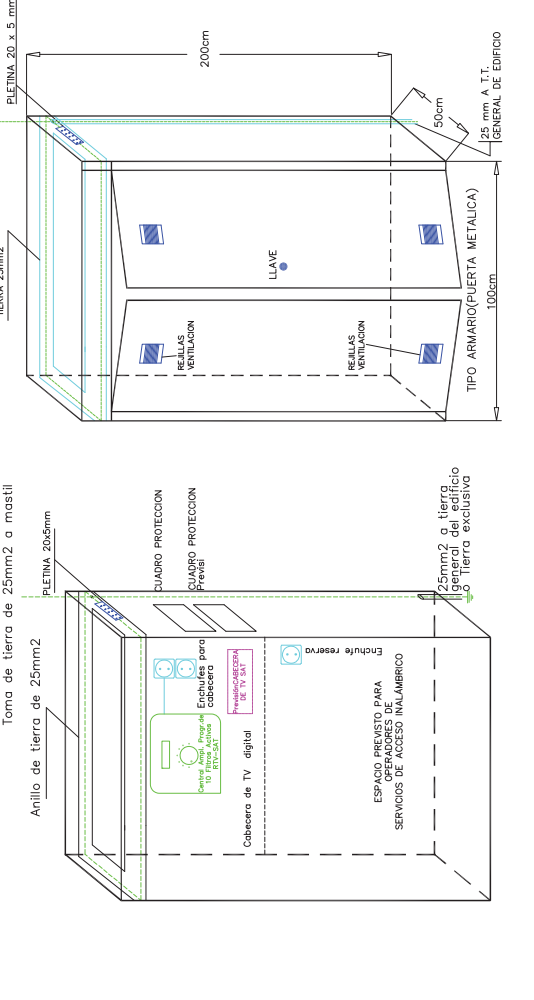 PLETINA 20 x 5 mm
200cm
50cm
25 mm A T.T.
GENERAL DE EDIFICIO
LLAVE
REJILLAS
VENTILACION
REJILLAS
VENTILACION
TIPO ARMARIO(PUERTA METALICA)
100cm
Toma de tierra de 25mm2 a mastil
Anillo de tierra de 25mm2
PLETINA 20x5mm
CUADRO PROTECCION
CUADRO PROTECCION
Previsi
25mm2 a tierra
general del edificio
o Tierra exclusiva
Enchufes para
cabecera
PrevisiónCABECERA
DE TV SAT
Central Ampl. Progr.de
10 Filtros Activos
RTV-SAT
Cabecera de TV digital
Enchufe reserva
ESPACIO PREVISTO PARA
OPERADORES DE
SERVICIOS DE ACCESO INALÁMBRICO